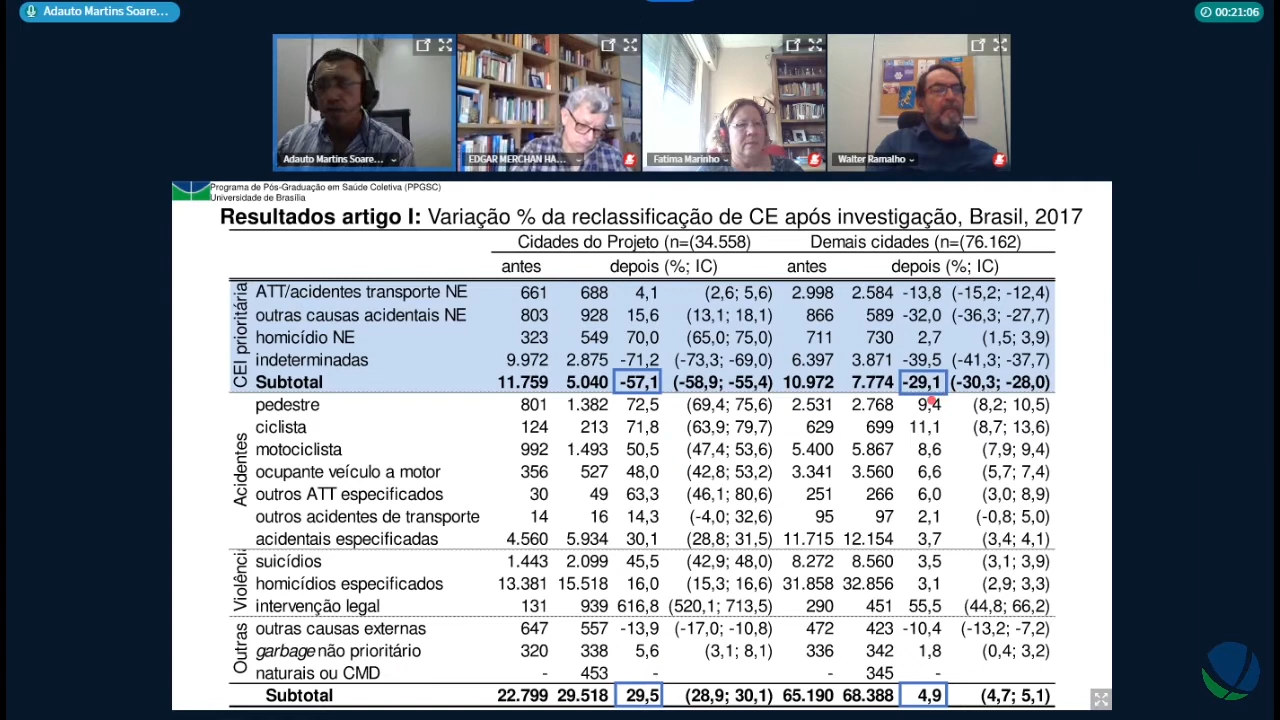 Adauto Martins Soare...
00:21:06
Adauto Martins Soare...
EDGAR MERCHAN HA...
Fatima Marinho
Walter Ramalho
Programa de Pós-Graduação em Saúde Coletiva (PPGSC)
Universidade de Brasília
Resultados artigo I: Variação % da reclassificação de CE após investigação, Brasil, 2017
Cidades do Projeto (n=(34.558) Demais cidades (n=(76.162)
antes depois (%; IC) antes depois (%; IC)
CEI prioritária
ATT/acidentes transporte NE 661 688 4,1 (2,6; 5,6) 2.998 2.584 -13,8 (-15,2; -12,4)
outras causas acidentais NE 803 928 15,6 (13,1; 18,1) 866 589 -32,0 (-36,3; -27,7)
homicídio NE 323 549 70,0 (65,0; 75,0) 711 730 2,7 (1,5; 3,9)
indeterminadas 9.972 2.875 -71,2 (-73,3; -69,0) 6.397 3.871 -39,5 (-41,3; -37,7)
Subtotal 11.759 5.040 -57,1 (-58,9; -55,4) 10.972 7.774 -29,1 (-30,3; -28,0)
Acidentes
pedestre 801 1.382 72,5 (69,4; 75,6) 2.531 2.768 9,4 (8,2; 10,5)
ciclista 124 213 71,8 (63,9; 79,7) 629 699 11,1 (8,7; 13,6)
motociclista 992 1.493 50,5 (47,4; 53,6) 5.400 5.867 8,6 (7,9; 9,4)
ocupante veículo a motor 356 527 48,0 (42,8; 53,2) 3.341 3.560 6,6 (5,7; 7,4)
outros ATT especificados 30 49 63,3 (46,1; 80,6) 251 266 6,0 (3,0; 8,9)
outros acidentes de transporte 14 16 14,3 (-4,0; 32,6) 95 97 2,1 (-0,8; 5,0)
acidentais especificadas 4.560 5.934 30,1 (28,8; 31,5) 11.715 12.154 3,7 (3,4; 4,1)
Violência
suicídios 1.443 2.099 45,5 (42,9; 48,0) 8.272 8.560 3,5 (3,1; 3,9)
homicídios especificados 13.381 15.518 16,0 (15,3; 16,6) 31.858 32.856 3,1 (2,9; 3,3)
intervenção legal 131 939 616,8 (520,1; 713,5) 290 451 55,5 (44,8; 66,2)
Outras
outras causas externas 647 557 -13,9 (-17,0; -10,8) 472 423 -10,4 (-13,2; -7,2)
garbage não prioritário 320 338 5,6 (3,1; 8,1) 336 342 1,8 (0,4; 3,2)
naturais ou CMD - 453 - - 345 -
Subtotal 22.799 29.518 29,5 (28,9; 30,1) 65.190 68.388 4,9 (4,7; 5,1)